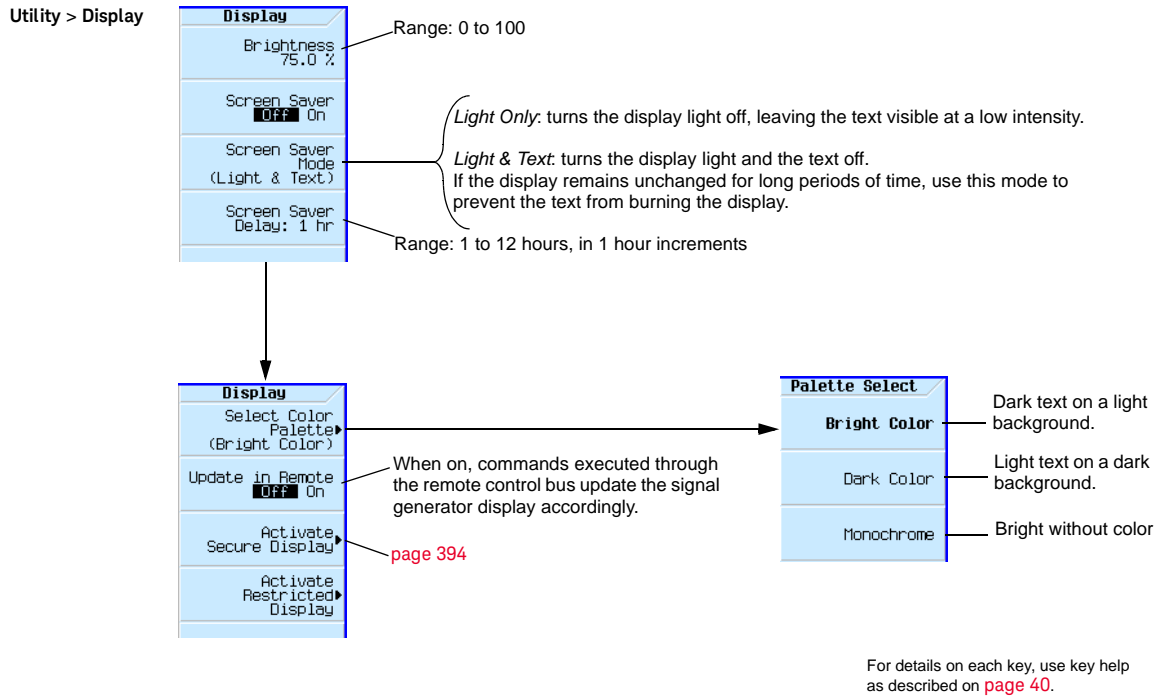 Utility > Display
Display
Brightness
75.0 %
Screen Saver
Off On
Screen Saver
Mode
(Light & Text)
Screen Saver
Delay: 1 hr
Range: 0 to 100
Light Only: turns the display light off, leaving the text visible at a low intensity.
Light & Text: turns the display light and the text off.
If the display remains unchanged for long periods of time, use this mode to
prevent the text from burning the display.
Range: 1 to 12 hours, in 1 hour increments
Display
Select Color
Palette
(Bright Color)
Update in Remote
Off On
Activate
Secure Display
Activate
Restricted
Display
When on, commands executed through
the remote control bus update the signal
generator display accordingly.
page 394
Palette Select
Bright Color
Dark Color
Monochrome
Dark text on a light
background.
Light text on a dark
background.
Bright without color
For details on each key, use key help
as described on page 40.